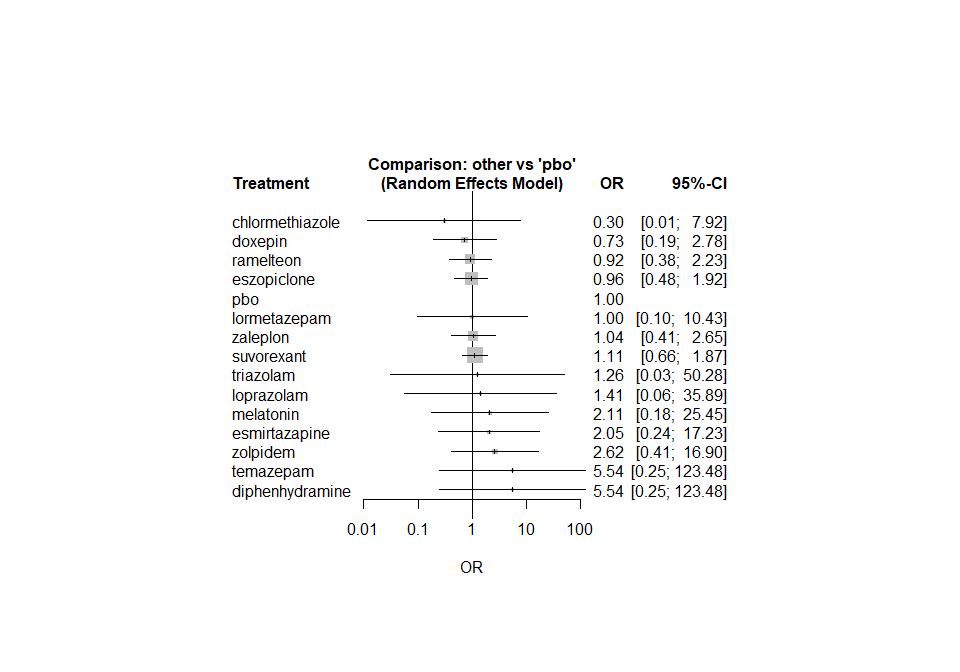 Comparison: other vs 'pbo'
Treatment (Random Effects Model) OR 95%-CI
chlormethiazole 0.30 [0.01; 7.92]
doxepin 0.73 [0.19; 2.78]
ramelteon 0.92 [0.38; 2.23]
eszopiclone 0.96 [0.48; 1.92]
pbo 1.00
lormetazepam 1.00 [0.10; 10.43]
zaleplon 1.04 [0.41; 2.65]
suvorexant 1.11 [0.66; 1.87]
triazolam 1.26 [0.03; 50.28]
loprazolam 1.41 [0.06; 35.89]
melatonin 2.11 [0.18; 25.45]
esmirtazapine 2.05 [0.24; 17.23]
zolpidem 2.62 [0.41; 16.90]
temazepam 5.54 [0.25; 123.48]
diphenhydramine 5.54 [0.25; 123.48]
0.01 0.1 1 10 100
OR